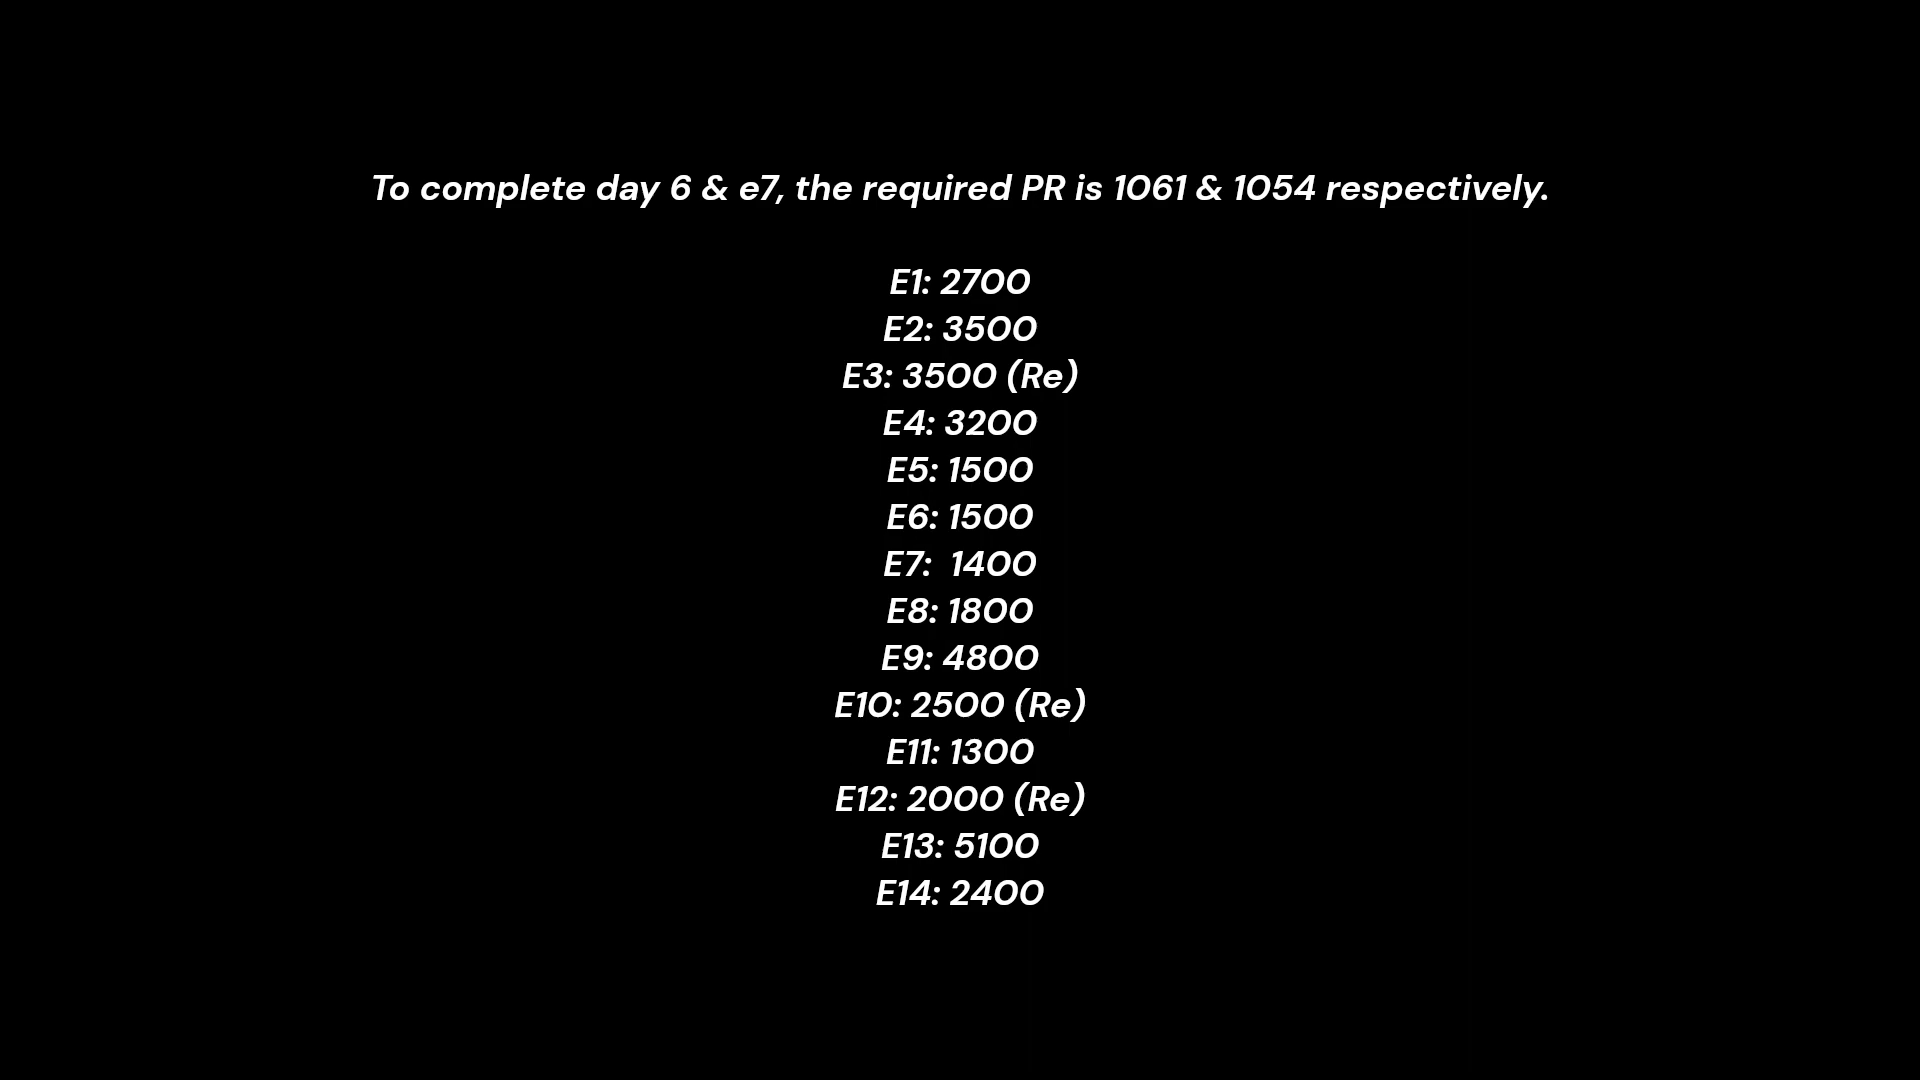 To complete day 6 & e7, the required PR is 1061 & 1054 respectively.
E1: 2700
E2: 3500
E3: 3500 (Re)
E4: 3200
E5: 1500
E6: 1500
E7:  1400
E8: 1800
E9: 4800
E10: 2500 (Re)
E11: 1300
E12: 2000 (Re)
E13: 5100
E14: 2400